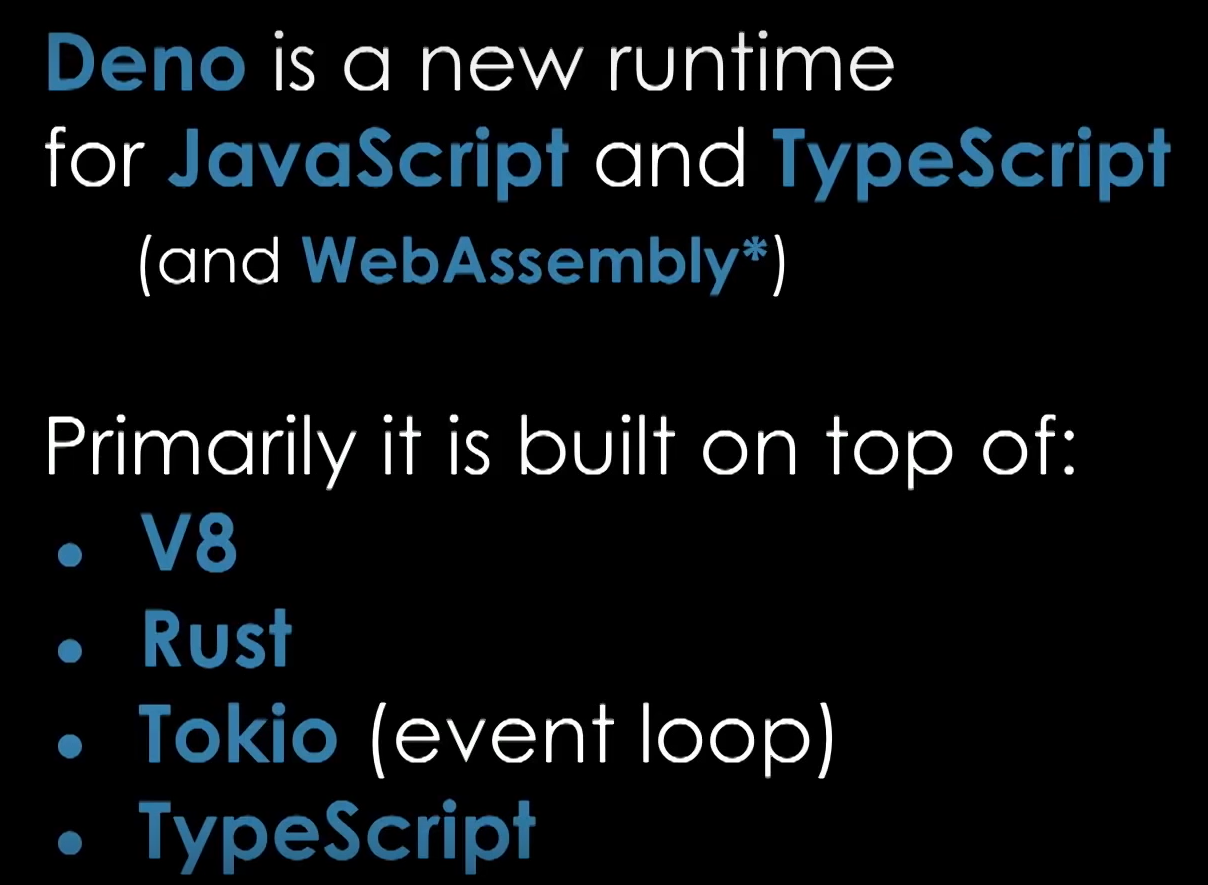 Deno is a new runtime
for JavaScript and TypeScript
(and WebAssembly*)
Primarily it is built on top of:
• V8
• Rust
• Tokio (event loop)
• TypeScript